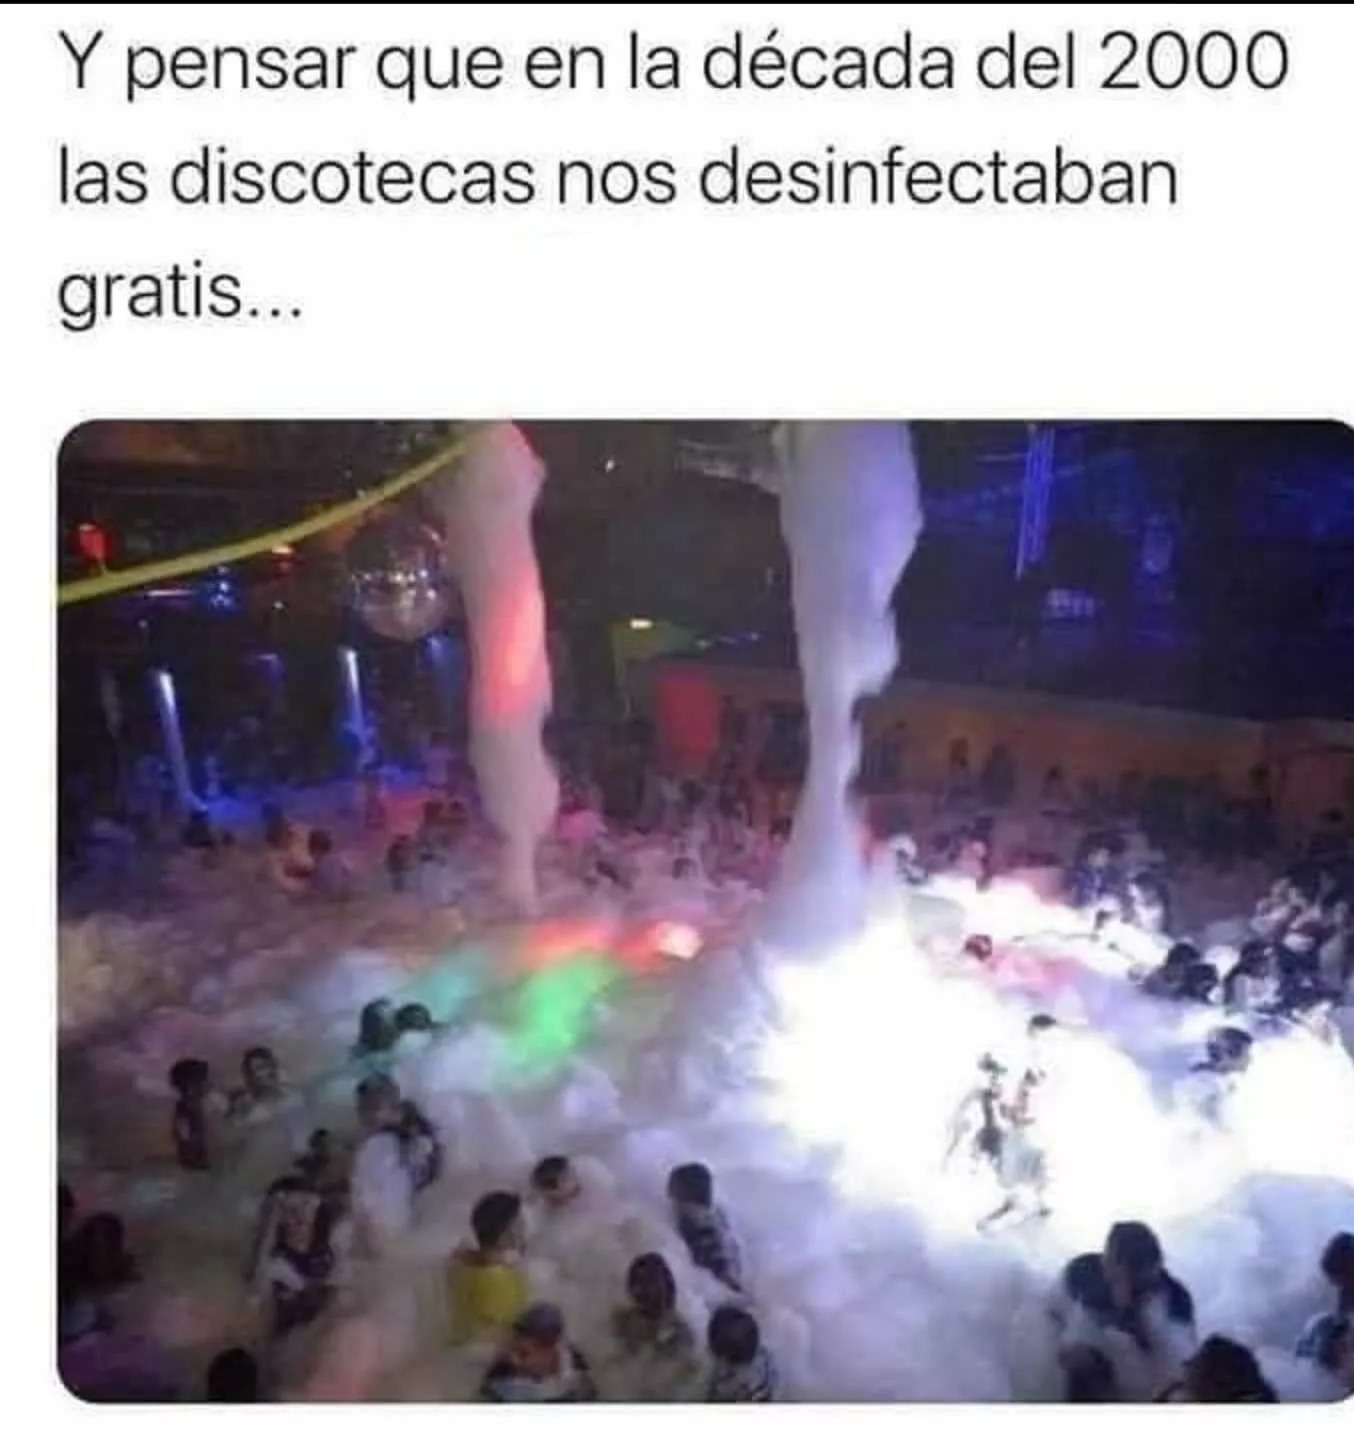 Y pensar que en la década del 2000
las discotecas nos desinfectaban
gratis...